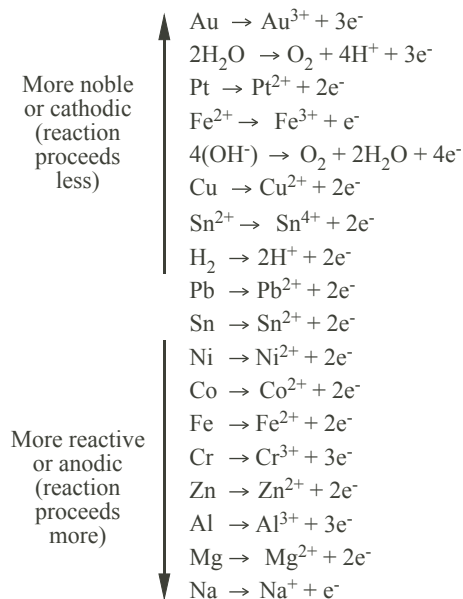 Au → Au³⁺ + 3e⁻
2H₂O → O₂ + 4H⁺ + 3e⁻
Pt → Pt²⁺ + 2e⁻
Fe²⁺ → Fe³⁺ + e⁻
4(OH⁻) → O₂ + 2H₂O + 4e⁻
Cu → Cu²⁺ + 2e⁻
Sn²⁺ → Sn⁴⁺ + 2e⁻
H₂ → 2H⁺ + 2e⁻
Pb → Pb²⁺ + 2e⁻
Sn → Sn²⁺ + 2e⁻
Ni → Ni²⁺ + 2e⁻
Co → Co²⁺ + 2e⁻
Fe → Fe²⁺ + 2e⁻
Cr → Cr³⁺ + 3e⁻
Zn → Zn²⁺ + 2e⁻
Al → Al³⁺ + 3e⁻
Mg → Mg²⁺ + 2e⁻
Na → Na⁺ + e⁻
More noble
or cathodic
(reaction
proceeds
less)
More reactive
or anodic
(reaction
proceeds
more)